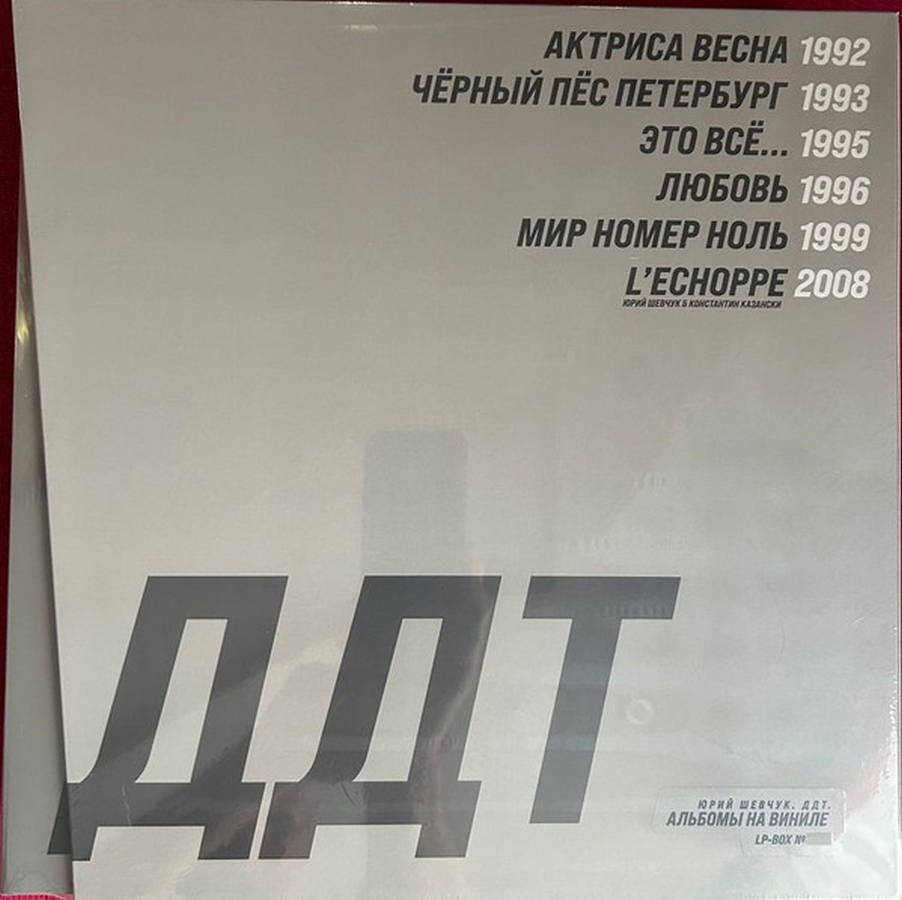 АКТРИСА ВЕСНА 1992
ЧЁРНЫЙ ПЁС ПЕТЕРБУРГ 1993
ЭТО ВСЁ... 1995
ЛЮБОВЬ 1996
МИР НОМЕР НОЛЬ 1999
L'ECHOPPE 2008
ЮРИЙ ШЕВЧУК & КОНСТАНТИН КАЗАНСКИ
ДДТ
ЮРИЙ ШЕВЧУК. ДДТ.
АЛЬБОМЫ НА ВИНИЛЕ
LP-BOX №